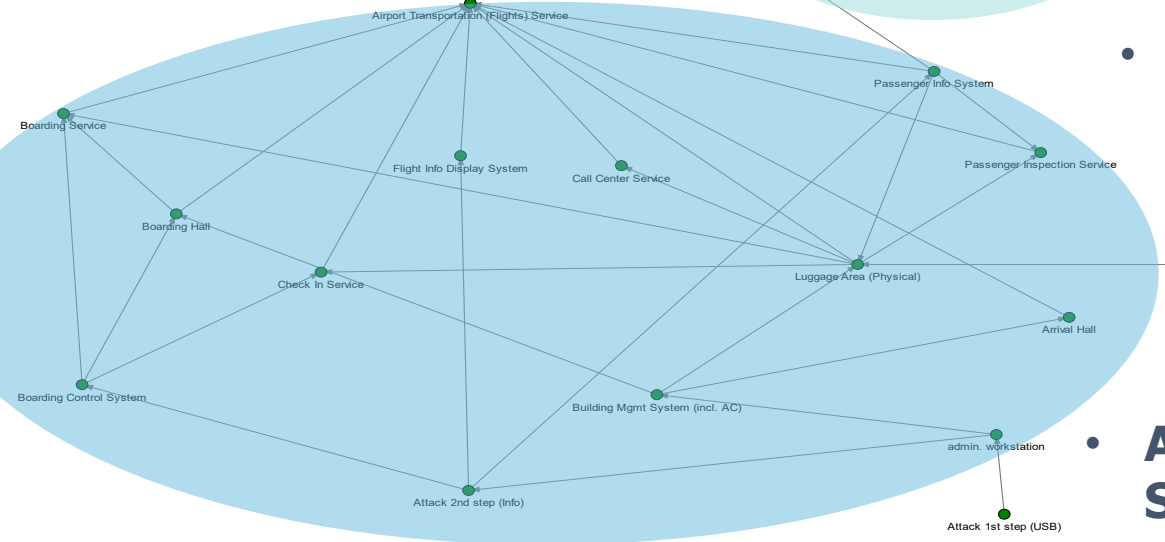 Airport Transportation (Flights) Service
Passenger Info System
Boarding Service
Passenger Inspection Service
Flight Info Display System
Call Center Service
Boarding Hall
Luggage Area (Physical)
Check In Service
Arrival Hall
Boarding Control System
Building Mgmt System (incl. AC)
admin. workstation
Attack 2nd step (Info)
Attack 1st step (USB)